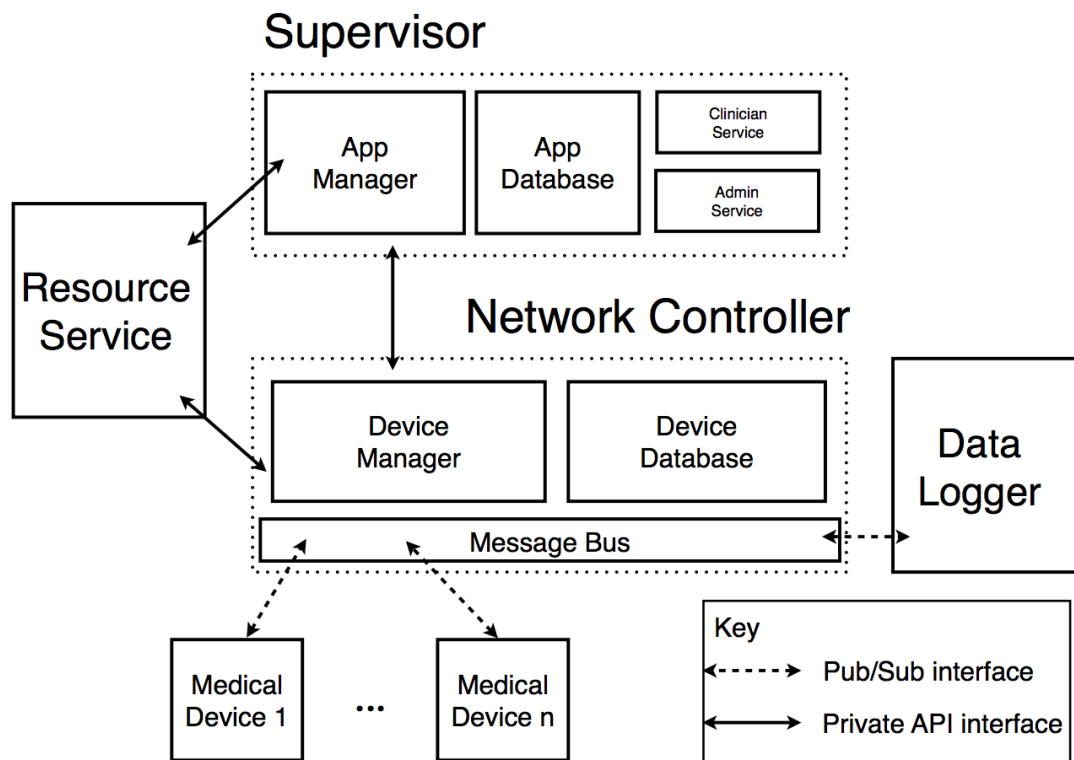 Supervisor
App
Manager
App
Database
Clinician
Service
Admin
Service
Resource
Service
Network Controller
Device
Manager
Device
Database
Message Bus
Data
Logger
Medical
Device 1
...
Medical
Device n
Key
Pub/Sub interface
Private API interface